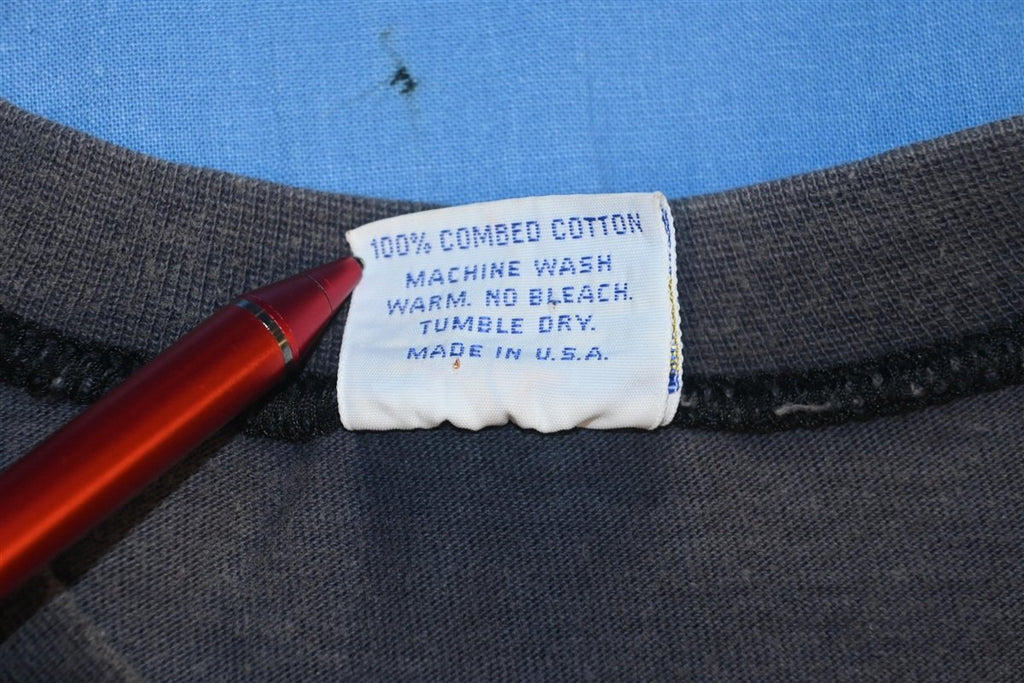 100% COMBED COTTON
MACHINE WASH
WARM. NO BLEACH.
TUMBLE DRY.
MADE IN U.S.A.